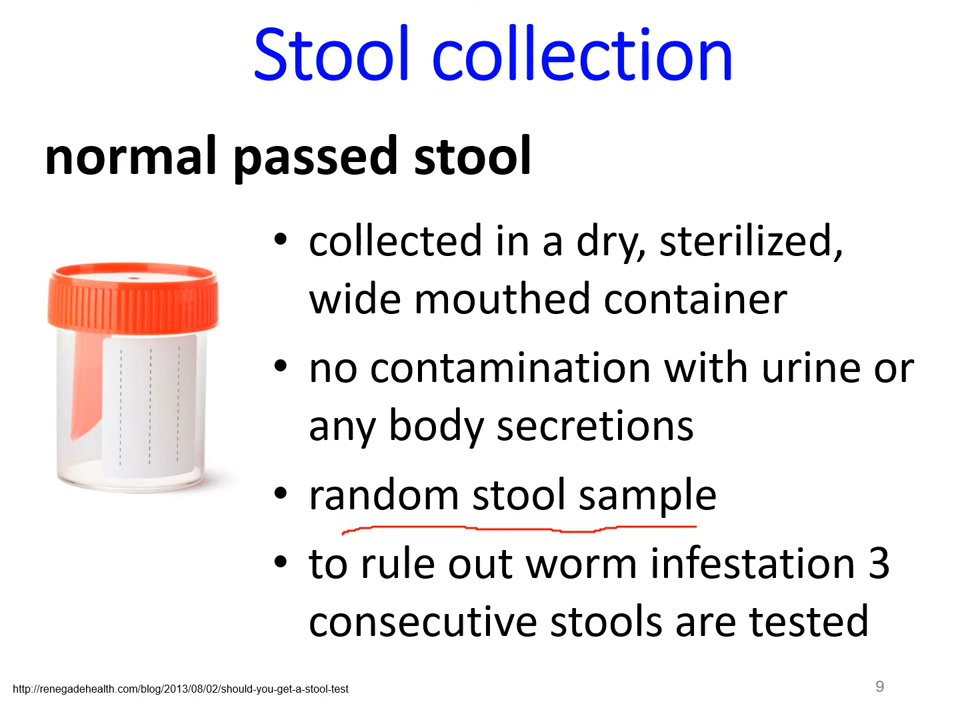 Stool collection
normal passed stool
• collected in a dry, sterilized,
wide mouthed container
• no contamination with urine or
any body secretions
• random stool sample
• to rule out worm infestation 3
consecutive stools are tested
http://renegadehealth.com/blog/2013/08/02/should-you-get-a-stool-test
9